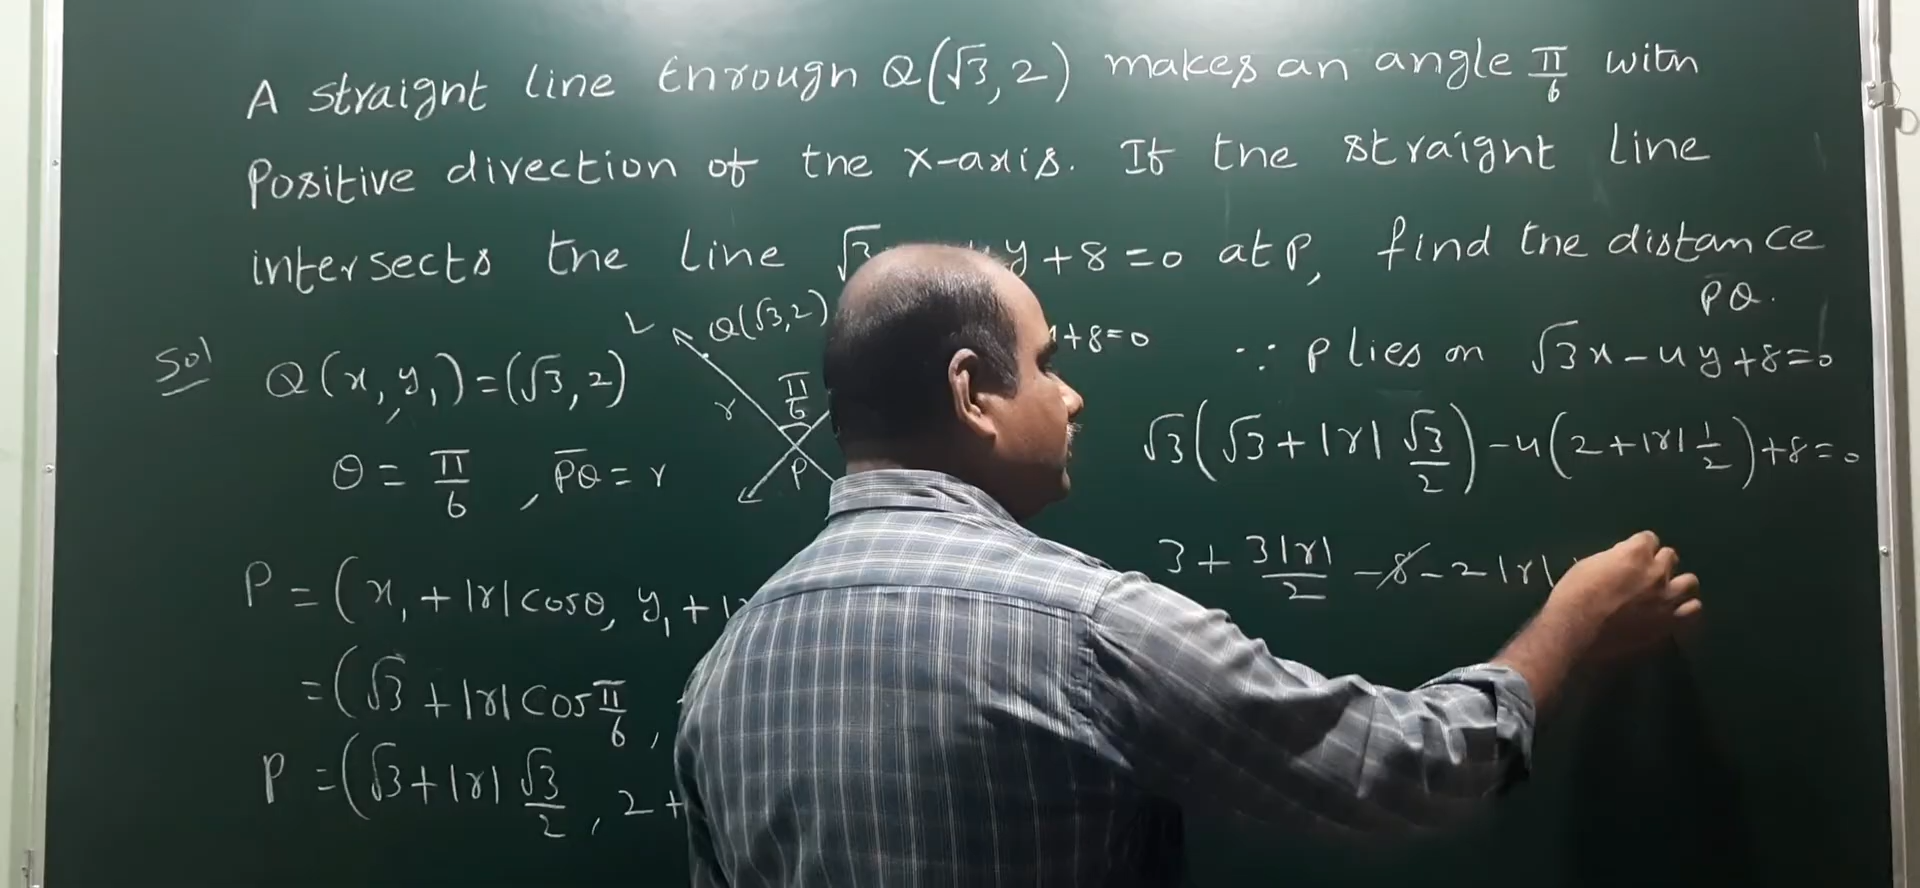 A straight line through Q(√3, 2) makes an angle π/6 with
Positive direction of the x-axis. If the straight line
intersects the line √3 y + 8 = 0 at P, find the distance
PQ.
Sol
Q(x, y₁) = (√3, 2)
θ = π/6 , PQ = r
P = (x₁ + |r| cosθ, y₁ +
= (√3 + |r| cos π/6 ,
P = (√3 + |r| √3/2 , 2 +
L
Q(√3, 2)
r
π/6
P
+8=0
∵ P lies on √3x - 4y + 8 = 0
√3(√3 + |r| √3/2) - 4(2 + |r| 1/2) + 8 = 0
3 + 3|r|/2 - 8 - 2|r|